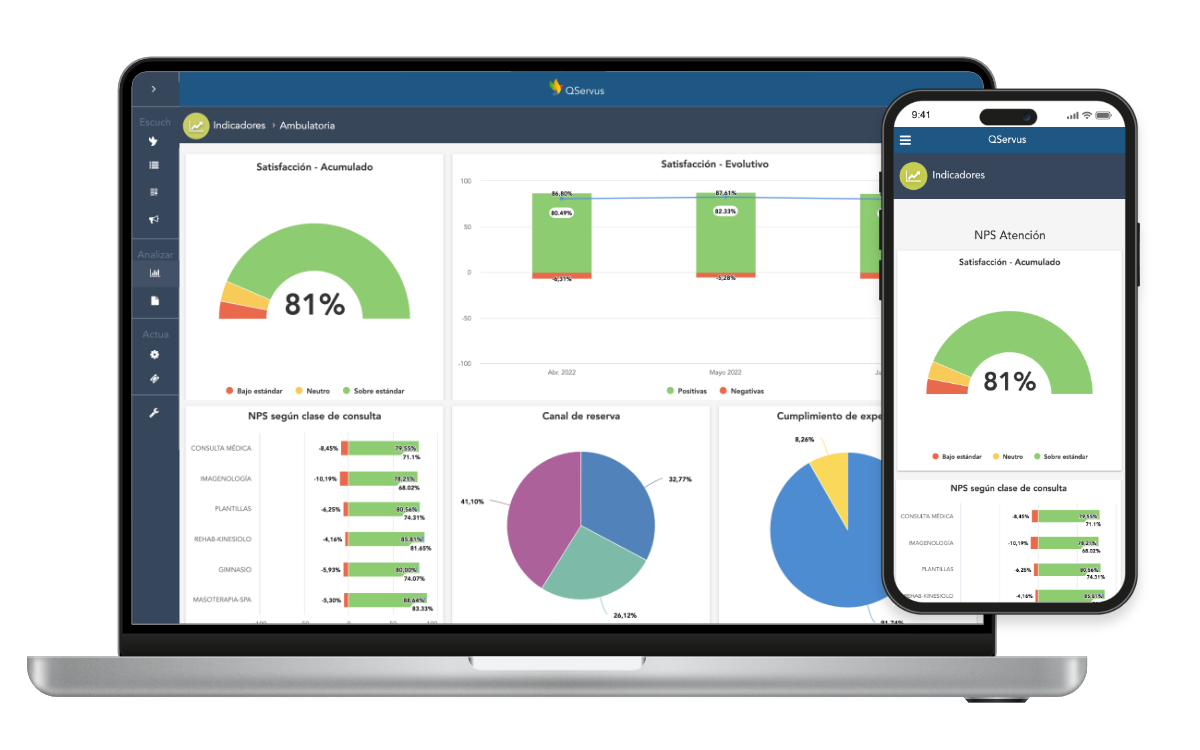 QServus
Escuch
Indicadores › Ambulatoria
Satisfacción - Acumulado
81%
Bajo estándar
Neutro
Sobre estándar
Satisfacción - Evolutivo
100
50
0
-50
-100
86,80%
80.49%
-6,31%
87,61%
82.33%
-5,28%
Abr. 2022
Mayo 2022
Positivas
Negativas
Analizar
Actua
NPS según clase de consulta
CONSULTA MÉDICA
-8,45%
79,55%
71.1%
IMAGENOLOGÍA
-10,19%
78,21%
68.02%
PLANTILLAS
-6,25%
80,56%
74.31%
REHAB-KINESIOLO
-4,16%
85,81%
81.65%
GIMNASIO
-5,93%
80,00%
74.07%
MASOTERAPIA-SPA
-5,30%
88,64%
83.33%
Canal de reserva
41,10%
32,77%
26,12%
Cumplimiento de expe
8,26%
91,74%
9:41
QServus
Indicadores
NPS Atención
Satisfacción - Acumulado
81%
Bajo estándar
Neutro
Sobre estándar
NPS según clase de consulta
CONSULTA MÉDICA
-8,45%
79,55%
71.1%
IMAGENOLOGÍA
-10,19%
78,21%
68.02%
PLANTILLAS
-6,25%
80,56%
74.31%
REHAB-KINESIOLO
-4,16%
85,81%